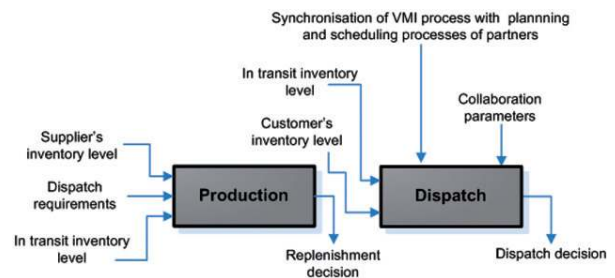 Synchronisation of VMI process with plannning
and scheduling processes of partners
In transit inventory
level
Collaboration
parameters
Customer's
inventory level
Supplier's
inventory level
Dispatch
requirements
In transit inventory
level
Production
Dispatch
Replenishment
decision
Dispatch decision